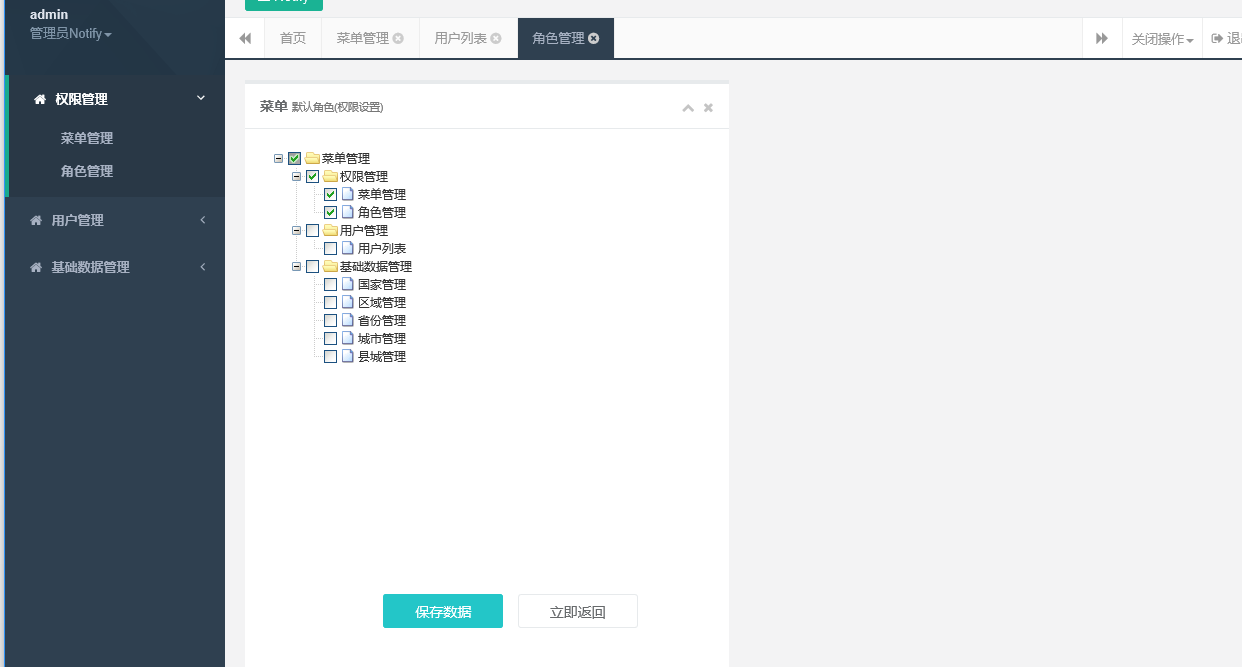 admin
管理员Notify
权限管理
菜单管理
角色管理
用户管理
基础数据管理
Notify
首页
菜单管理
用户列表
角色管理
关闭操作
退
菜单 默认角色(权限设置)
菜单管理
权限管理
菜单管理
角色管理
用户管理
用户列表
基础数据管理
国家管理
区域管理
省份管理
城市管理
县城管理
保存数据
立即返回